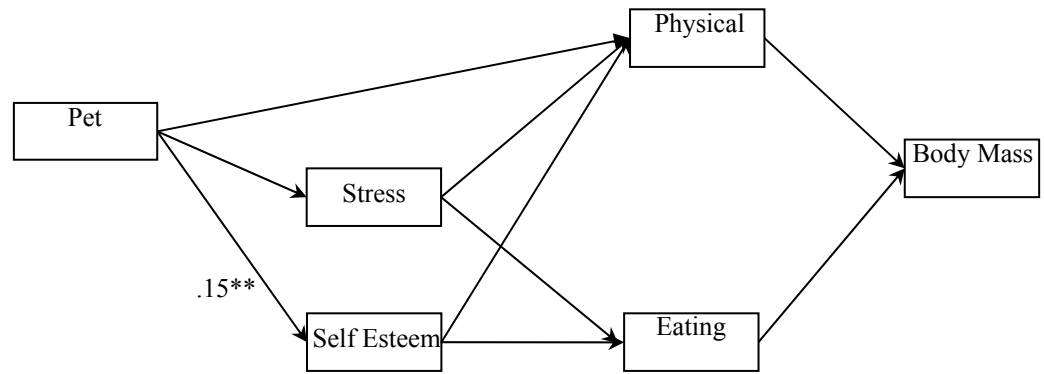 Physical
Pet
Body Mass
Stress
.15**
Self Esteem
Eating